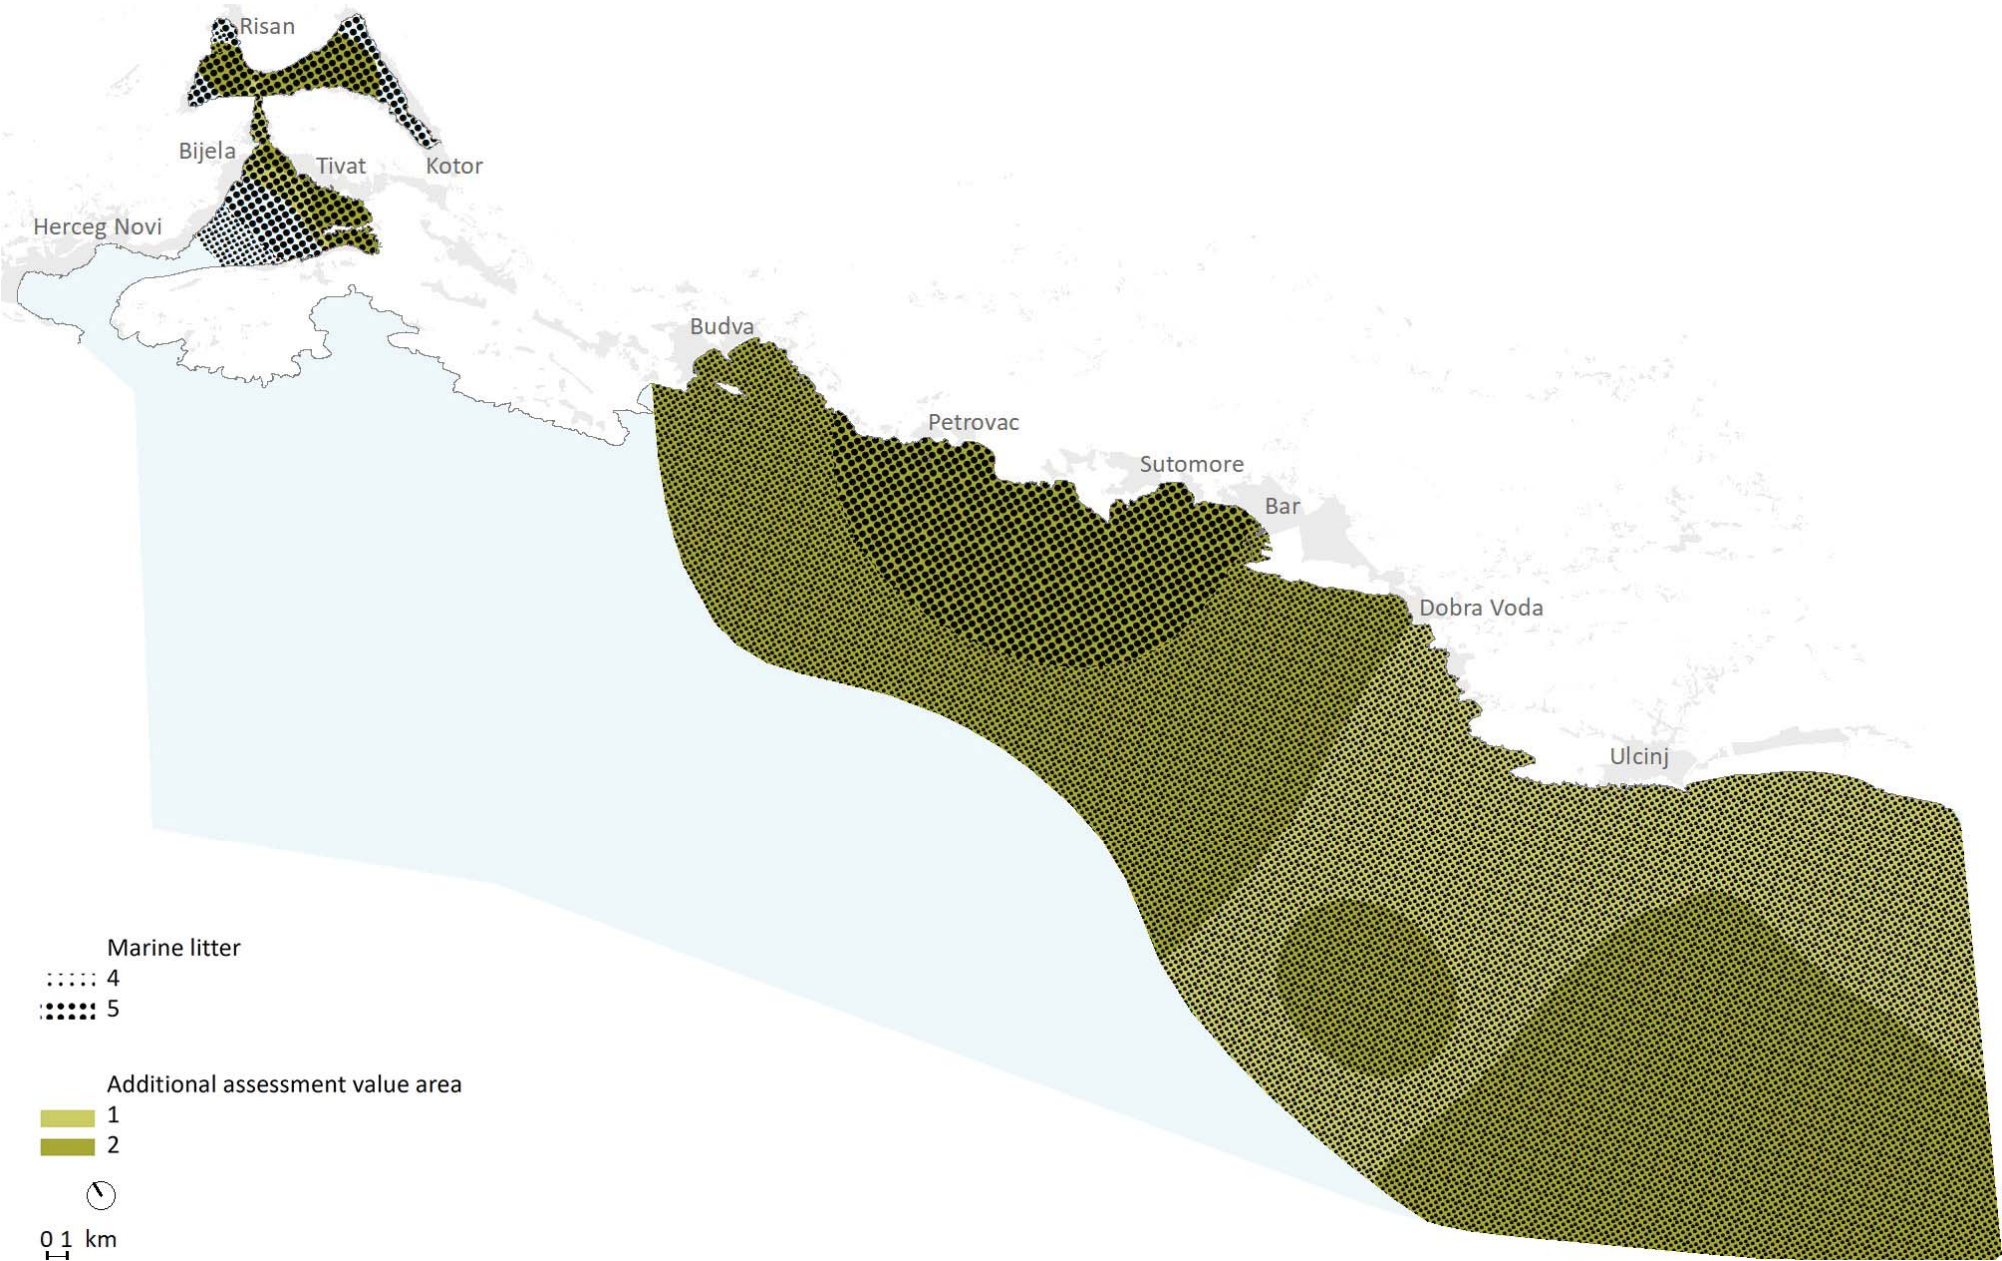 Risan
Bijela
Tivat
Kotor
Herceg Novi
Budva
Petrovac
Sutomore
Bar
Dobra Voda
Ulcinj
Marine litter
4
5
Additional assessment value area
1
2
0 1 km